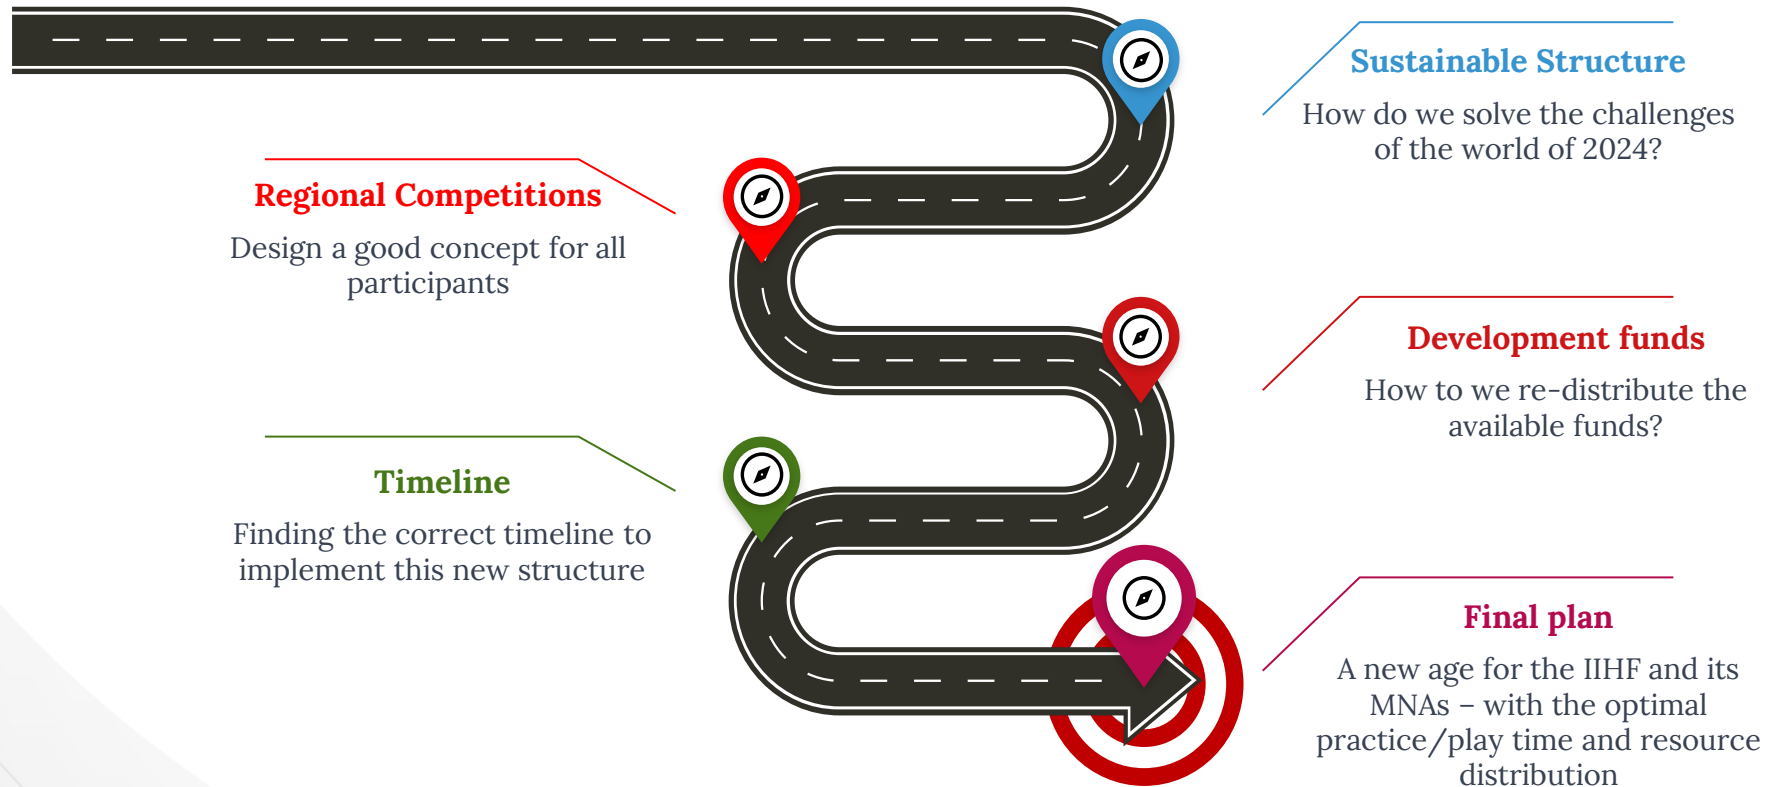 Sustainable Structure
How do we solve the challenges
of the world of 2024?
Regional Competitions
Design a good concept for all
participants
Development funds
How to we re-distribute the
available funds?
Timeline
Finding the correct timeline to
implement this new structure
Final plan
A new age for the IIHF and its
MNAs – with the optimal
practice/play time and resource
distribution